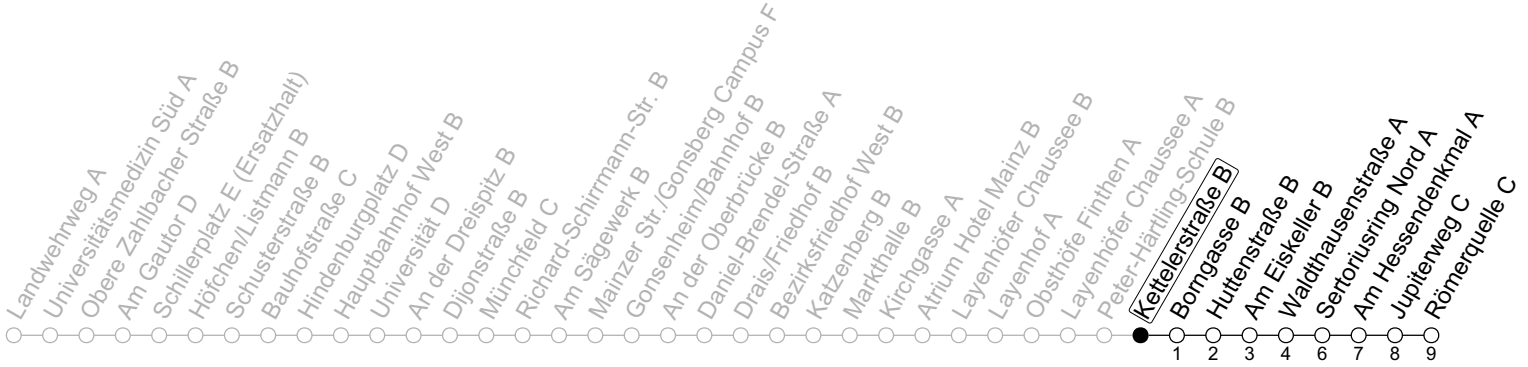 Landwehrweg A
Universitätsmedizin Süd A
Obere Zahlbacher Straße B
Am Gautor D
Schillerplatz E (Ersatzhalt)
Höfchen/Listmann B
Schusterstraße B
Bauhofstraße C
Hindenburgplatz D
Hauptbahnhof West B
Universität D
An der Dreispitz B
Dijonstraße B
Münchfeld C
Richard-Schirrmann-Str. B
Am Sägewerk B
Mainzer Str./Gonsberg Campus F
Gonsenheim/Bahnhof B
An der Oberbrücke B
Daniel-Brendel-Straße A
Drais/Friedhof B
Bezirksfriedhof West B
Katzenberg B
Markthalle B
Kirchgasse A
Atrium Hotel Mainz B
Layenhöfer Chaussee B
Layenhof A
Obsthöfe Finthen A
Layenhöfer Chaussee A
Peter-Härtling-Schule B
Kettelerstraße B
Borngasse B
Huttenstraße B
Am Eiskeller B
Waldhausenstraße A
Sertoriusring Nord A
Am Hessendenkmal A
Jupiterweg C
Römerquelle C
1 2 3 4 6 7 8 9